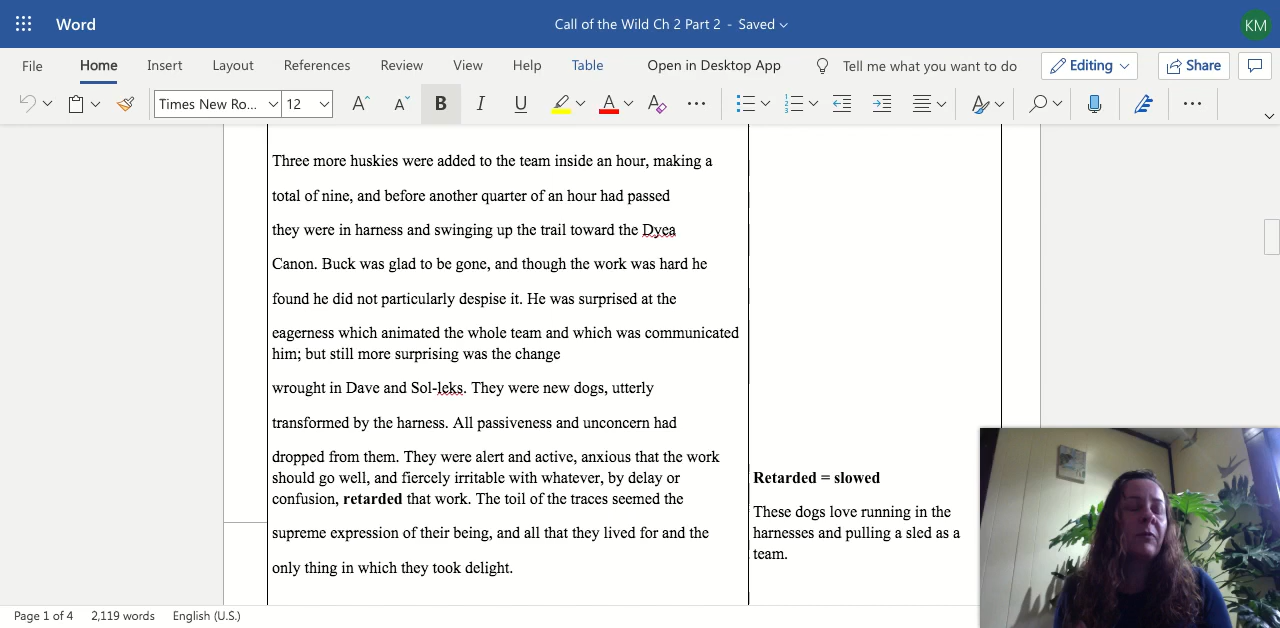 Word
Call of the Wild Ch 2 Part 2 - Saved
KM
File Home Insert Layout References Review View Help Table Open in Desktop App Tell me what you want to do Editing Share
Times New Ro... 12 A A B I U A A
Three more huskies were added to the team inside an hour, making a
total of nine, and before another quarter of an hour had passed
they were in harness and swinging up the trail toward the Dyea
Canon. Buck was glad to be gone, and though the work was hard he
found he did not particularly despise it. He was surprised at the
eagerness which animated the whole team and which was communicated
him; but still more surprising was the change
wrought in Dave and Sol-leks. They were new dogs, utterly
transformed by the harness. All passiveness and unconcern had
dropped from them. They were alert and active, anxious that the work
should go well, and fiercely irritable with whatever, by delay or
confusion, retarded that work. The toil of the traces seemed the
supreme expression of their being, and all that they lived for and the
only thing in which they took delight.
Retarded = slowed
These dogs love running in the
harnesses and pulling a sled as a
team.
Page 1 of 4 2,119 words English (U.S.)